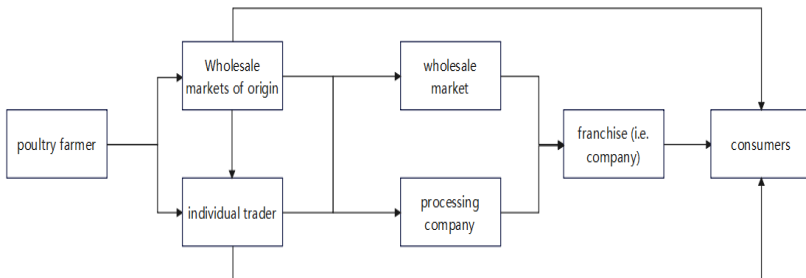 poultry farmer
Wholesale
markets of origin
individual trader
wholesale
market
processing
company
franchise (i.e.
company)
consumers